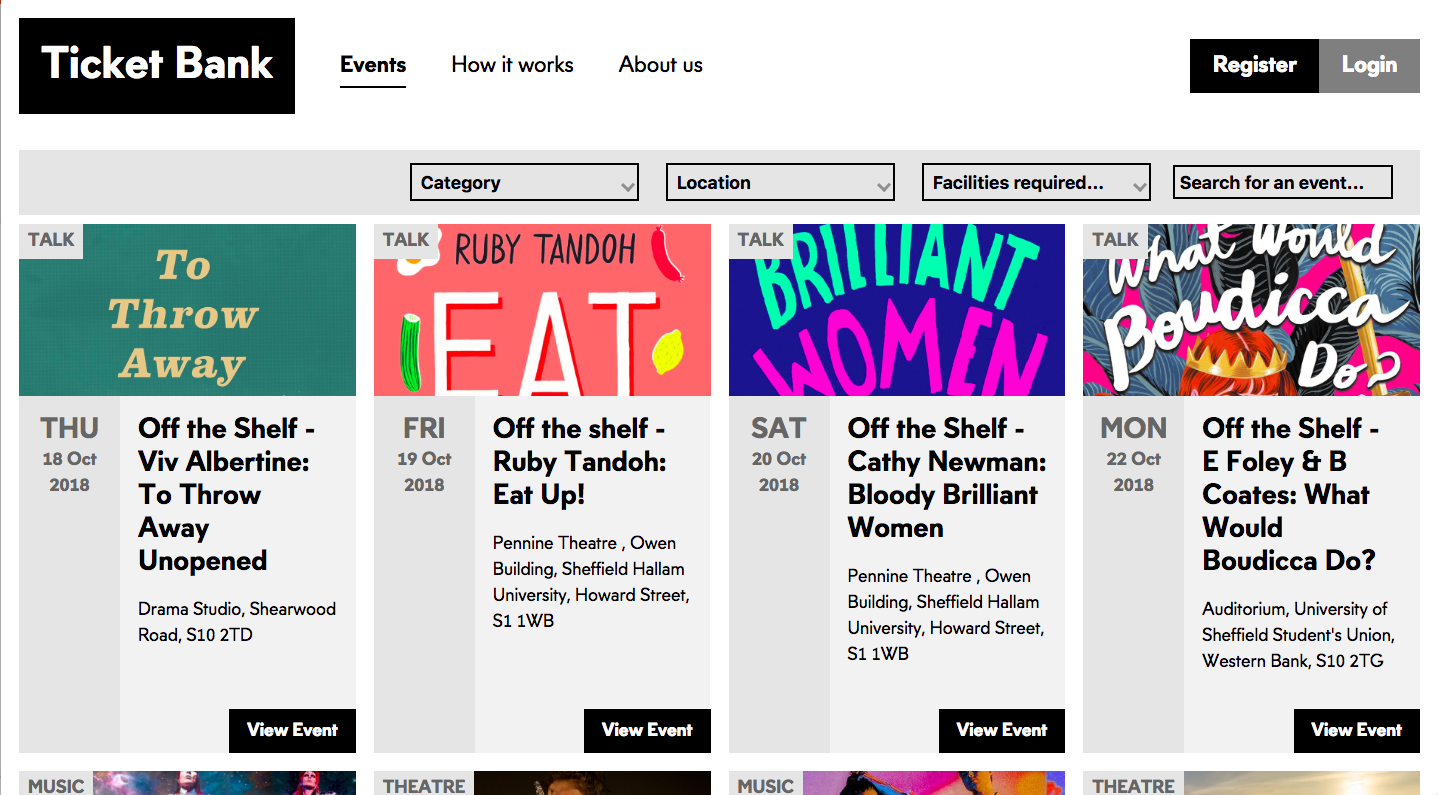 Ticket Bank
Events
How it works
About us
Register
Login
Category
Location
Facilities required...
Search for an event...
TALK
To
Throw
Away
THU
18 Oct
2018
Off the Shelf -
Viv Albertine:
To Throw
Away
Unopened
Drama Studio, Shearwood
Road, S10 2TD
View Event
TALK
RUBY TANDOH
EAT
FRI
19 Oct
2018
Off the shelf -
Ruby Tandoh:
Eat Up!
Pennine Theatre , Owen
Building, Sheffield Hallam
University, Howard Street,
S1 1WB
View Event
TALK
BRILLIANT
WOMEN
SAT
20 Oct
2018
Off the Shelf -
Cathy Newman:
Bloody Brilliant
Women
Pennine Theatre , Owen
Building, Sheffield Hallam
University, Howard Street,
S1 1WB
View Event
TALK
What Would
Boudicca
Do?
MON
22 Oct
2018
Off the Shelf -
E Foley & B
Coates: What
Would
Boudicca Do?
Auditorium, University of
Sheffield Student's Union,
Western Bank, S10 2TG
View Event
MUSIC
THEATRE
MUSIC
THEATRE